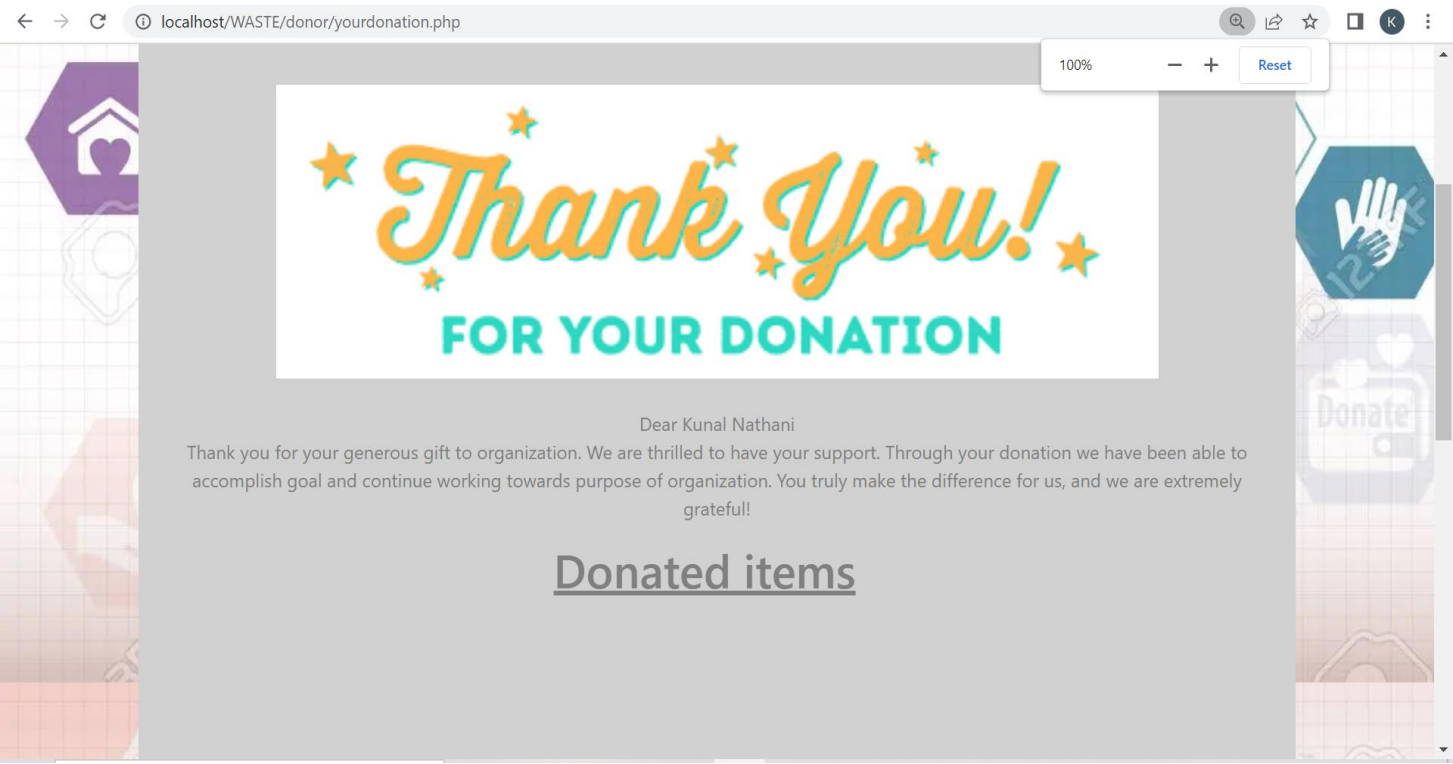 localhost/WASTE/donor/yourdonation.php
K
100%
Reset
Thank You!
FOR YOUR DONATION
Donate
Dear Kunal Nathani
Thank you for your generous gift to organization. We are thrilled to have your support. Through your donation we have been able to
accomplish goal and continue working towards purpose of organization. You truly make the difference for us, and we are extremely
grateful!
Donated items